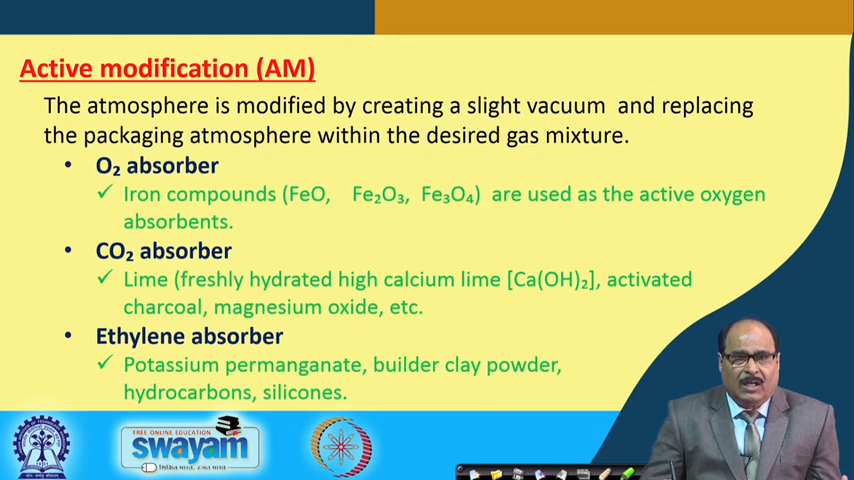 Active modification (AM)
The atmosphere is modified by creating a slight vacuum and replacing
the packaging atmosphere within the desired gas mixture.
• O₂ absorber
✓ Iron compounds (FeO, Fe₂O₃, Fe₃O₄) are used as the active oxygen
absorbents.
• CO₂ absorber
✓ Lime (freshly hydrated high calcium lime [Ca(OH)₂], activated
charcoal, magnesium oxide, etc.
• Ethylene absorber
✓ Potassium permanganate, builder clay powder,
hydrocarbons, silicones.
FREE ONLINE EDUCATION
swayam